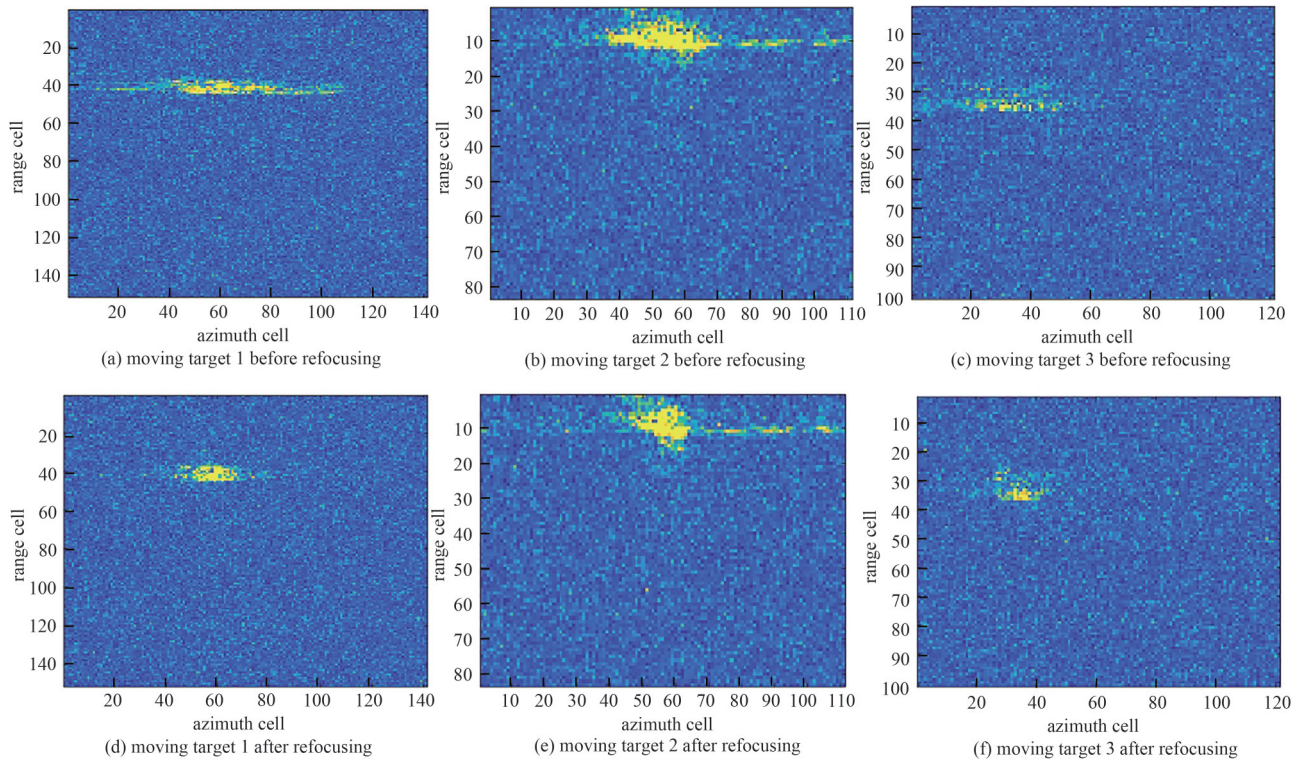 20
40
60
80
100
120
140
range cell
20 40 60 80 100 120 140
azimuth cell
(a) moving target 1 before refocusing
10
20
30
40
50
60
70
80
range cell
10 20 30 40 50 60 70 80 90 100 110
azimuth cell
(b) moving target 2 before refocusing
10
20
30
40
50
60
70
80
90
100
range cell
20 40 60 80 100 120
azimuth cell
(c) moving target 3 before refocusing
20
40
60
80
100
120
140
range cell
20 40 60 80 100 120 140
azimuth cell
(d) moving target 1 after refocusing
10
20
30
40
50
60
70
80
range cell
10 20 30 40 50 60 70 80 90 100 110
azimuth cell
(e) moving target 2 after refocusing
10
20
30
40
50
60
70
80
90
100
range cell
20 40 60 80 100 120
azimuth cell
(f) moving target 3 after refocusing